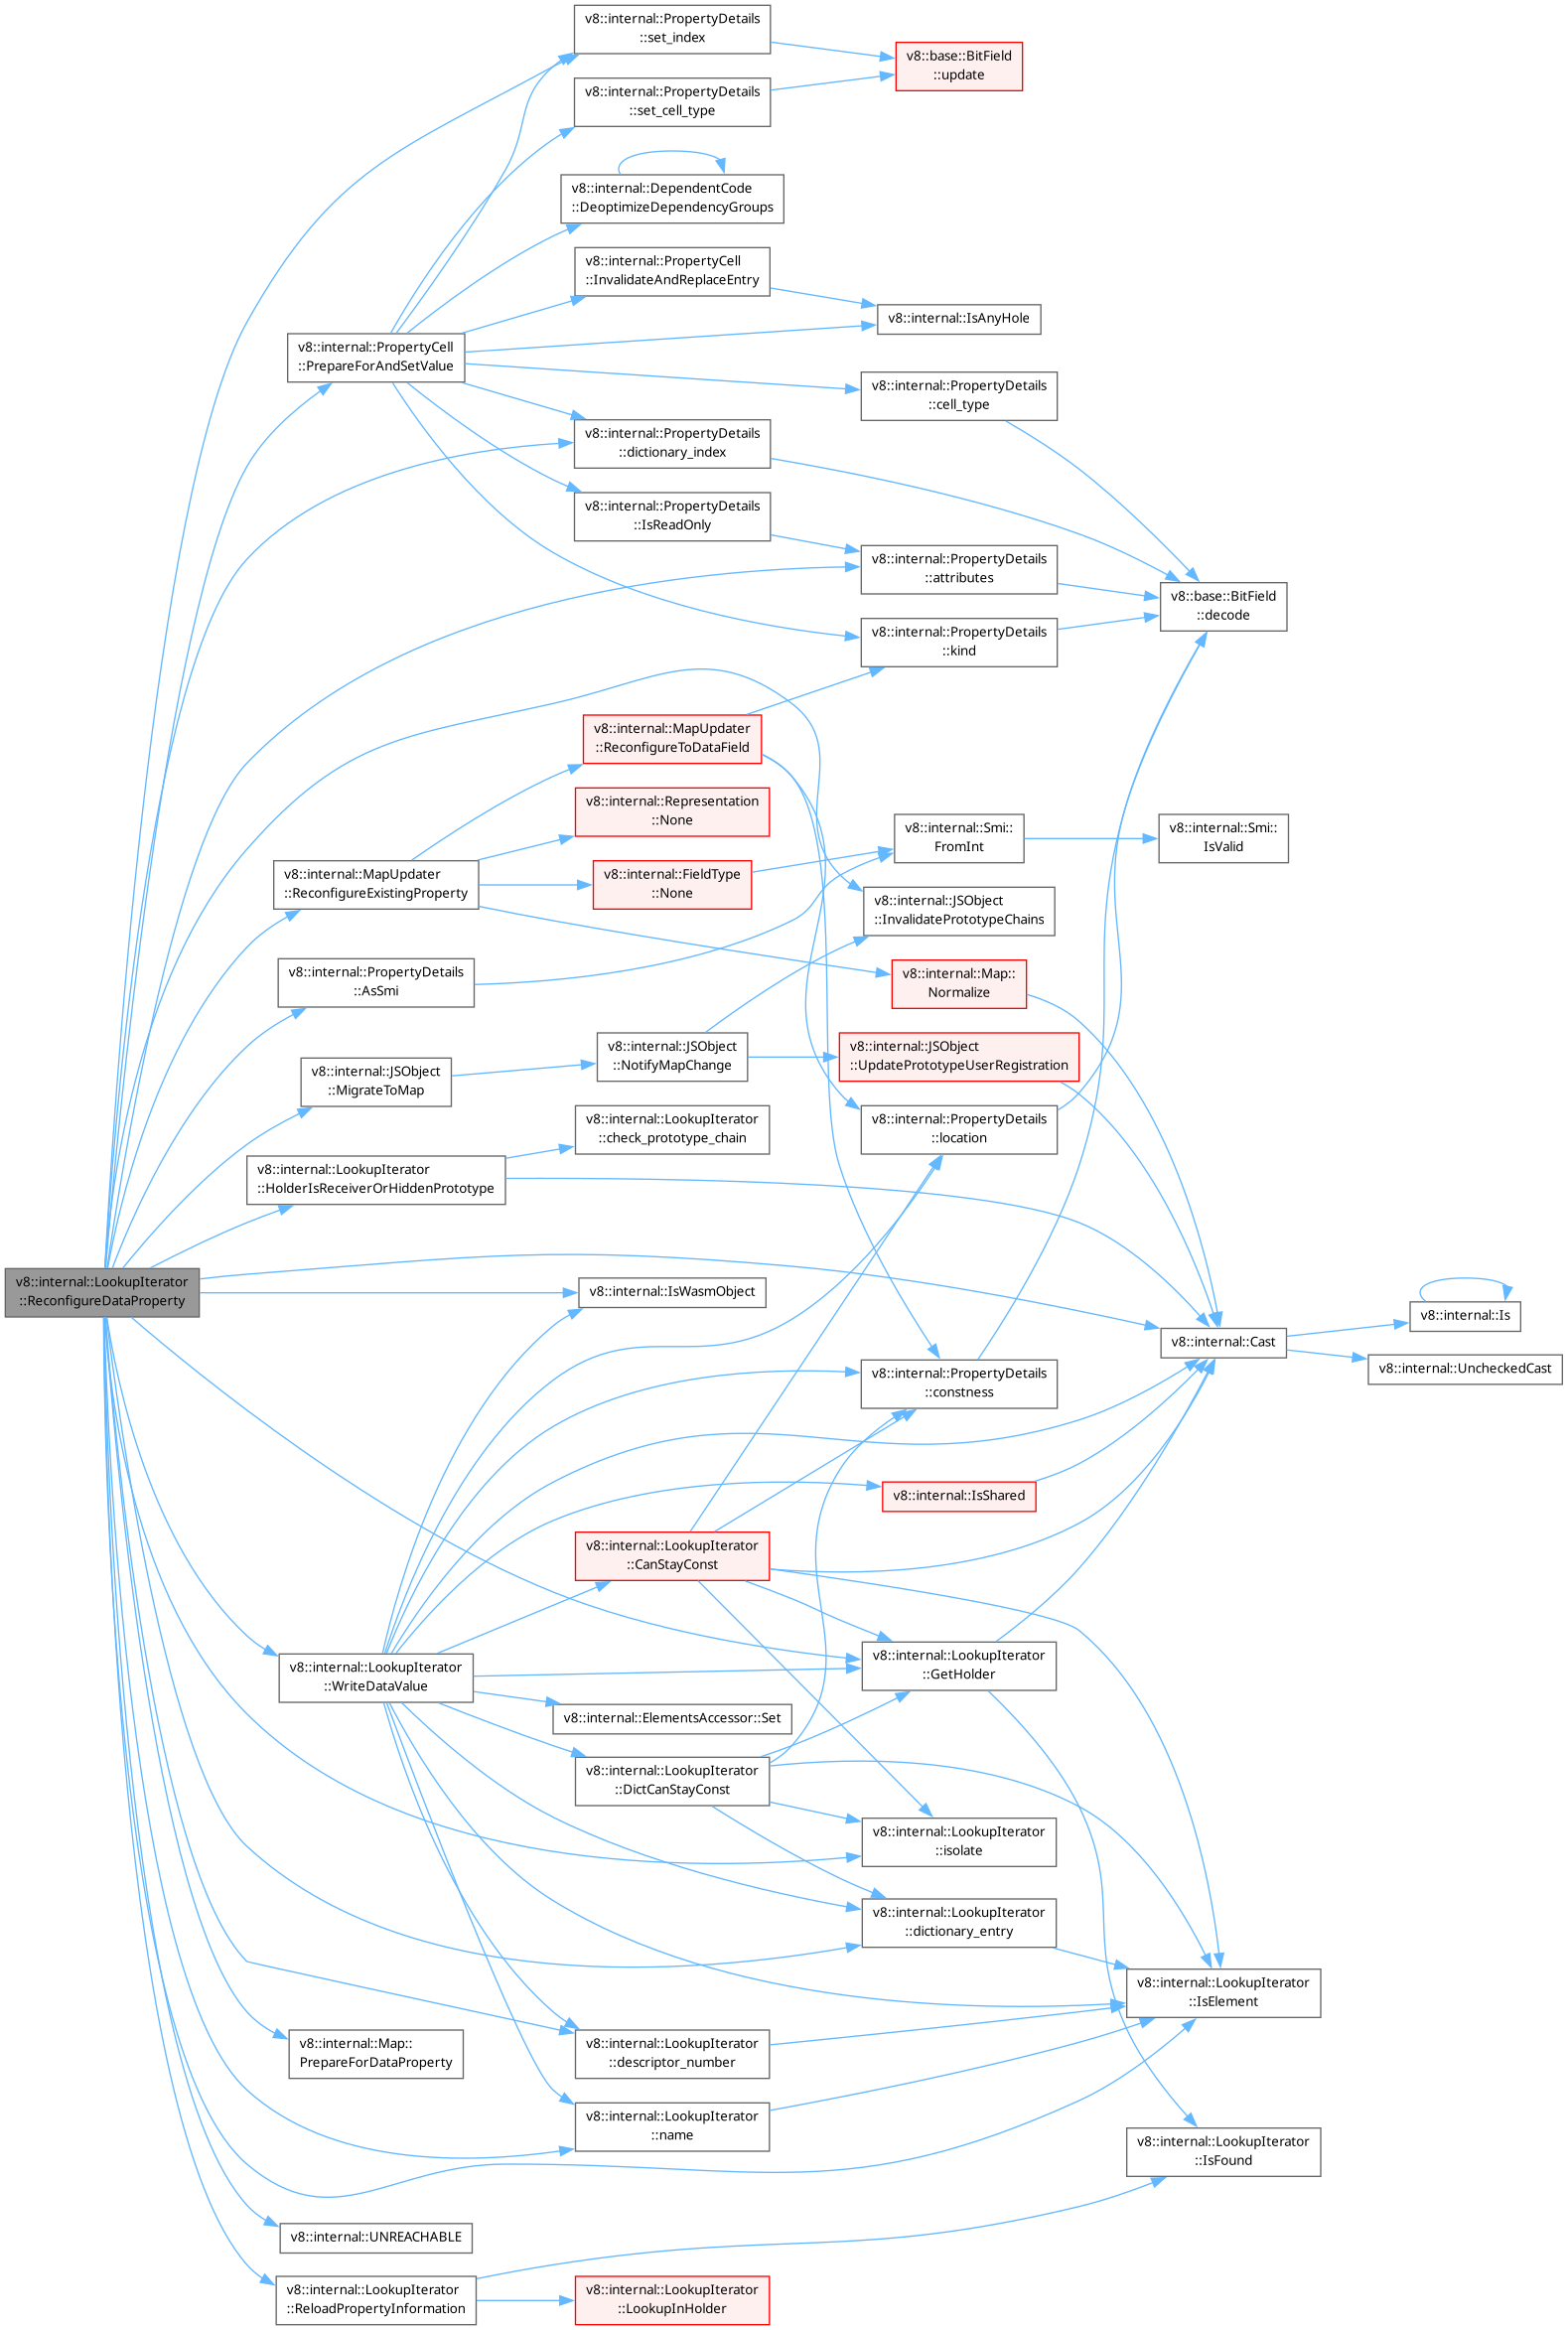 v8::internal::PropertyDetails
::set_index
v8::base::BitField
::update
v8::internal::PropertyDetails
::set_cell_type
v8::internal::DependentCode
::DeoptimizeDependencyGroups
v8::internal::PropertyCell
::InvalidateAndReplaceEntry
v8::internal::IsAnyHole
v8::internal::PropertyCell
::PrepareForAndSetValue
v8::internal::PropertyDetails
::cell_type
v8::internal::PropertyDetails
::dictionary_index
v8::internal::PropertyDetails
::IsReadOnly
v8::internal::PropertyDetails
::attributes
v8::base::BitField
::decode
v8::internal::PropertyDetails
::kind
v8::internal::MapUpdater
::ReconfigureToDataField
v8::internal::Representation
::None
v8::internal::Smi::
FromInt
v8::internal::Smi::
IsValid
v8::internal::MapUpdater
::ReconfigureExistingProperty
v8::internal::FieldType
::None
v8::internal::JSObject
::InvalidatePrototypeChains
v8::internal::PropertyDetails
::AsSmi
v8::internal::Map::
Normalize
v8::internal::JSObject
::NotifyMapChange
v8::internal::JSObject
::UpdatePrototypeUserRegistration
v8::internal::JSObject
::MigrateToMap
v8::internal::LookupIterator
::check_prototype_chain
v8::internal::PropertyDetails
::location
v8::internal::LookupIterator
::HolderIsReceiverOrHiddenPrototype
v8::internal::LookupIterator
::ReconfigureDataProperty
v8::internal::IsWasmObject
v8::internal::Is
v8::internal::Cast
v8::internal::UncheckedCast
v8::internal::PropertyDetails
::constness
v8::internal::IsShared
v8::internal::LookupIterator
::CanStayConst
v8::internal::LookupIterator
::GetHolder
v8::internal::LookupIterator
::WriteDataValue
v8::internal::ElementsAccessor::Set
v8::internal::LookupIterator
::DictCanStayConst
v8::internal::LookupIterator
::isolate
v8::internal::LookupIterator
::dictionary_entry
v8::internal::LookupIterator
::IsElement
v8::internal::Map::
PrepareForDataProperty
v8::internal::LookupIterator
::descriptor_number
v8::internal::LookupIterator
::name
v8::internal::LookupIterator
::IsFound
v8::internal::UNREACHABLE
v8::internal::LookupIterator
::ReloadPropertyInformation
v8::internal::LookupIterator
::LookupInHolder